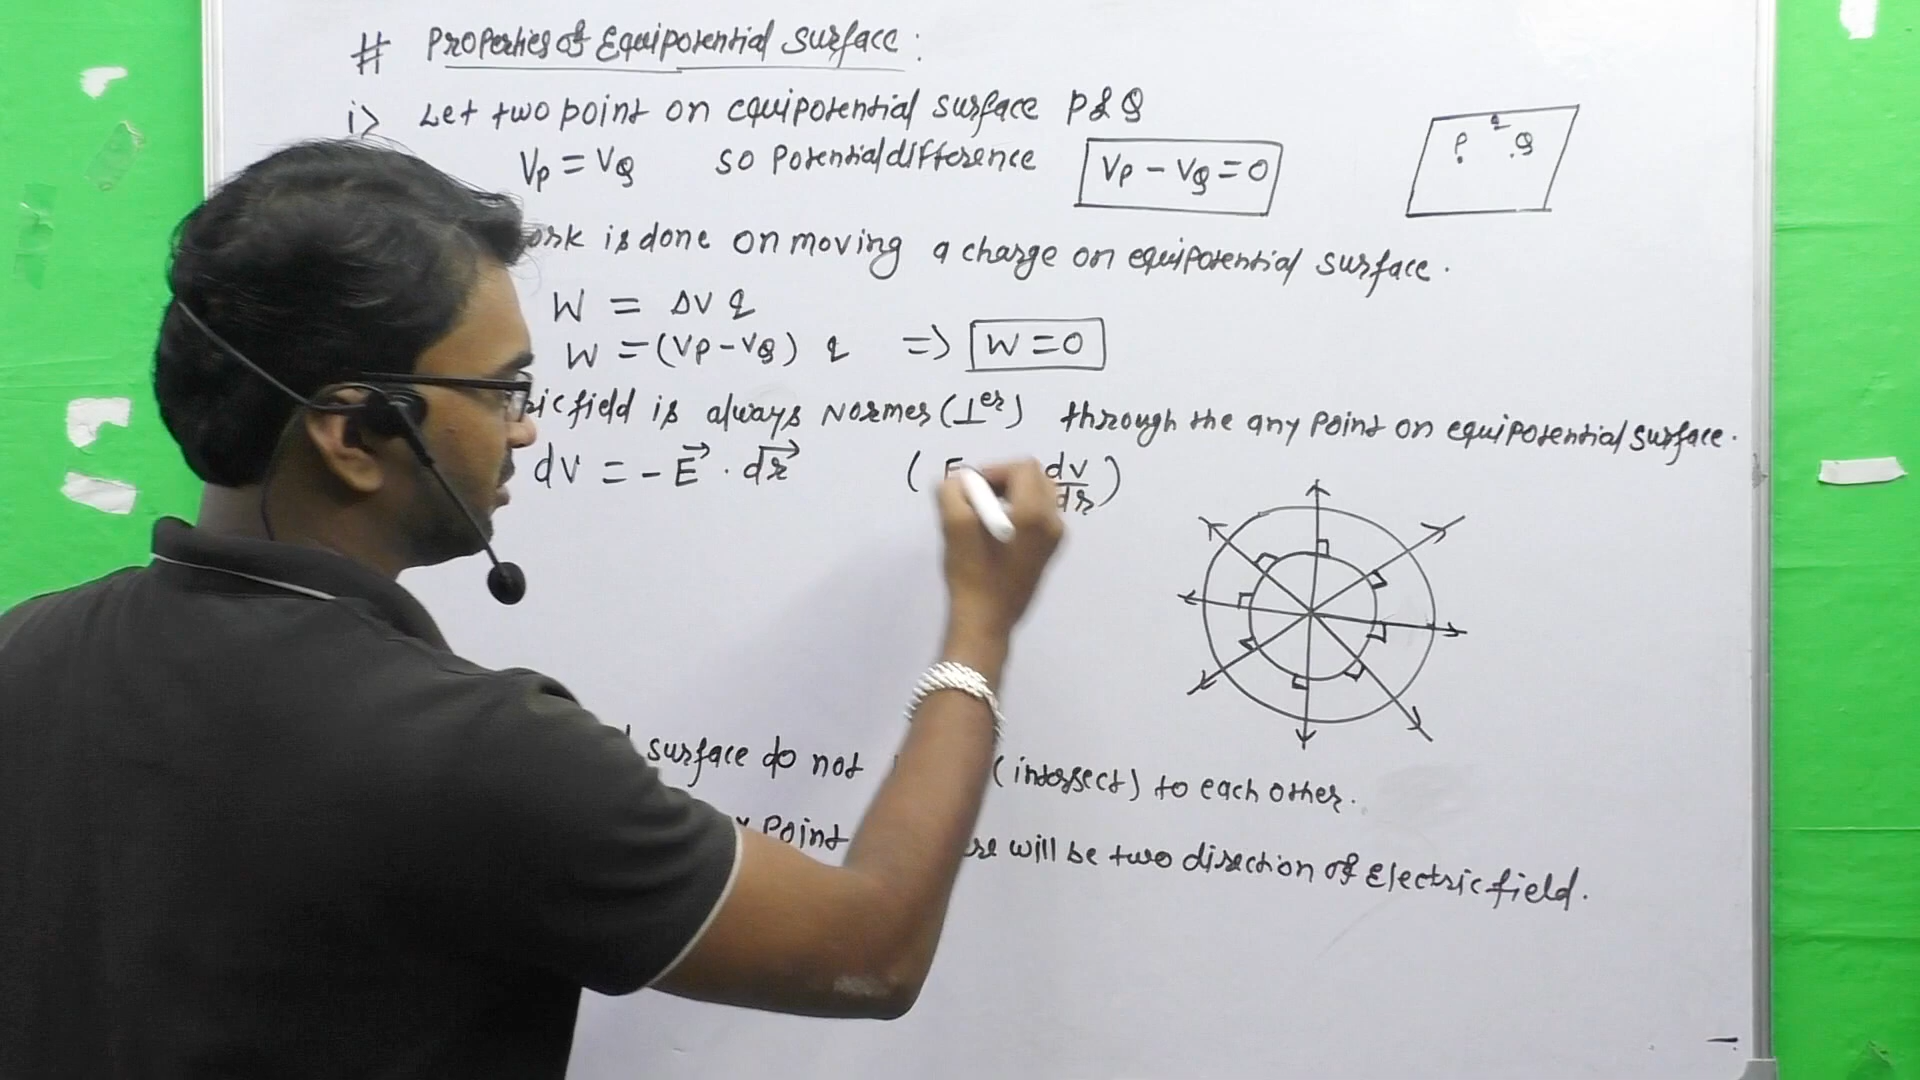 # Properties of Equipotential Surface :
i> Let two point on equipotential surface P & Q
Vp = VQ so Potential difference Vp - VQ = 0
P. q .Q
is done on moving a charge on equipotential surface.
W = ΔV q
W = (Vp - VQ) q => W = 0
field is always Normer (⊥er) through the any Point on equipotential surface.
dV = - E⃗ . dr⃗ ( dv/dr )
surface do not (intersect) to each other.
Point will be two direction of Electric field.